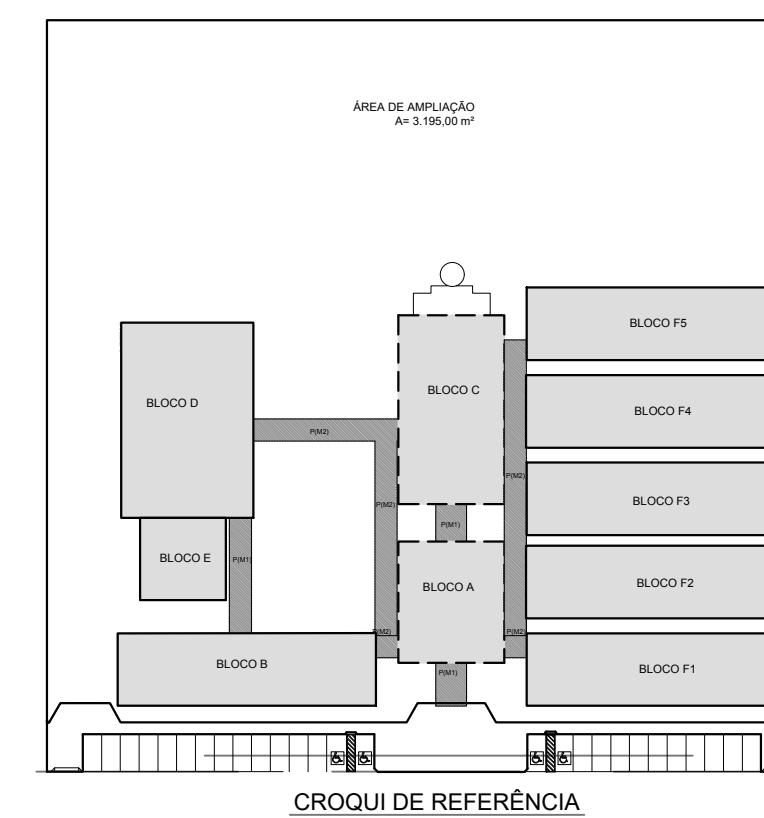 ÁREA DE AMPLIAÇÃO
A= 3.195,00 m²
BLOCO F5
BLOCO C
BLOCO D
BLOCO F4
P(M2)
P(M2)
P(M2)
BLOCO F3
P(M1)
BLOCO E
P(M1)
BLOCO A
BLOCO F2
P(M2)
P(M2)
BLOCO B
BLOCO F1
P(M1)
CROQUI DE REFERÊNCIA